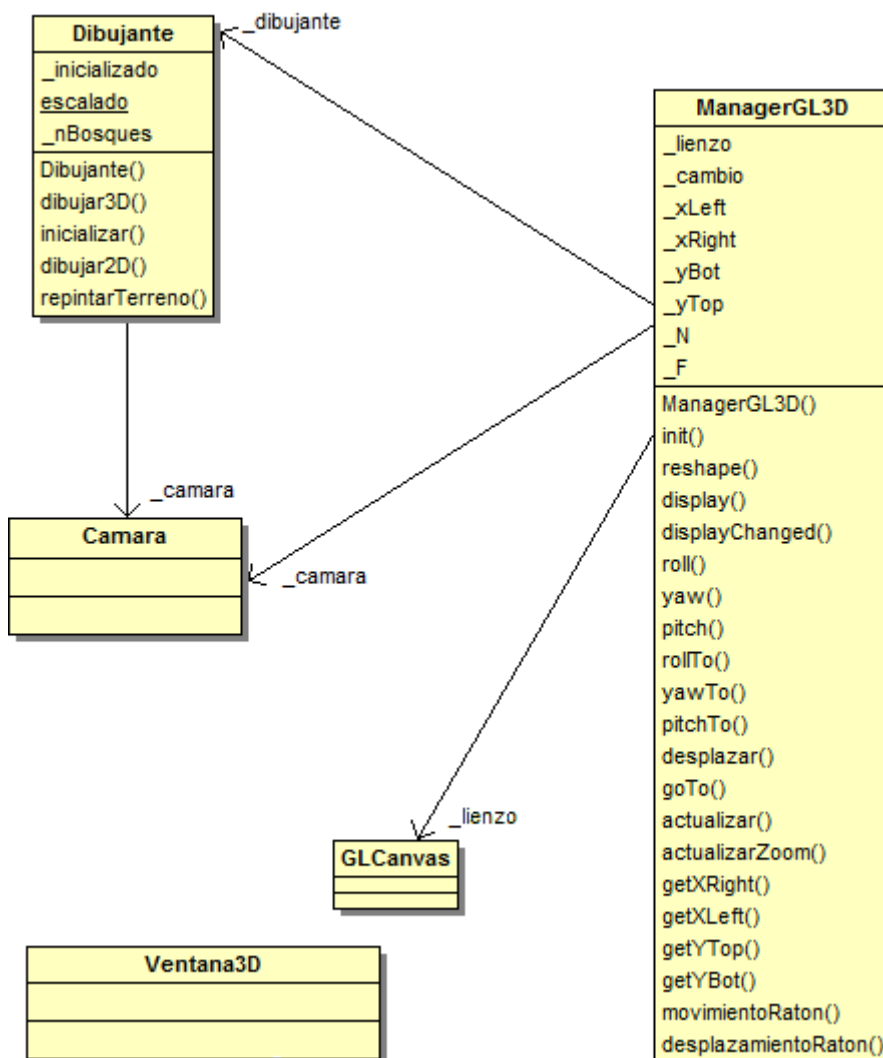 Dibujante
_inicializado
escalado
_nBosques
Dibujante()
dibujar3D()
inicializar()
dibujar2D()
repintarTerreno()
_dibujante
ManagerGL3D
_lienzo
_cambio
_xLeft
_xRight
_yBot
_yTop
_N
_F
ManagerGL3D()
init()
reshape()
display()
displayChanged()
roll()
yaw()
pitch()
rollTo()
yawTo()
pitchTo()
desplazar()
goTo()
actualizar()
actualizarZoom()
getXRight()
getXLeft()
getYTop()
getYBot()
movimientoRaton()
desplazamientoRaton()
_camara
Camara
_camara
_lienzo
GLCanvas
Ventana3D